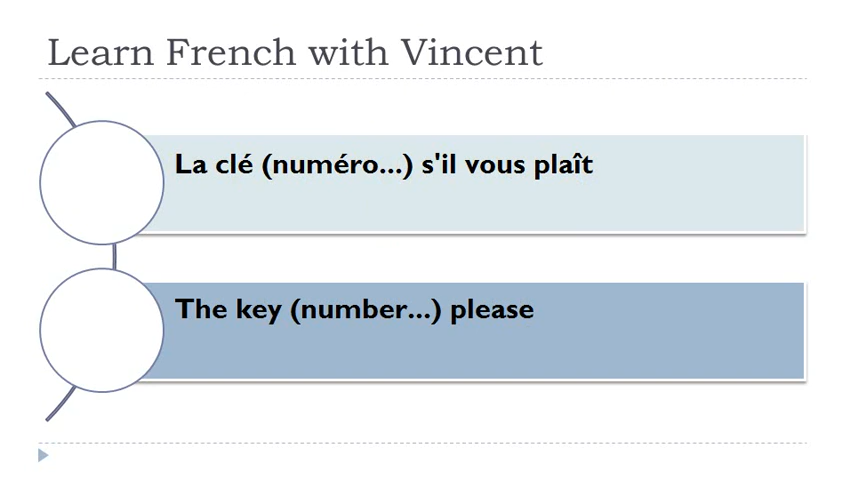 Learn French with Vincent
La clé (numéro...) s'il vous plaît
The key (number...) please